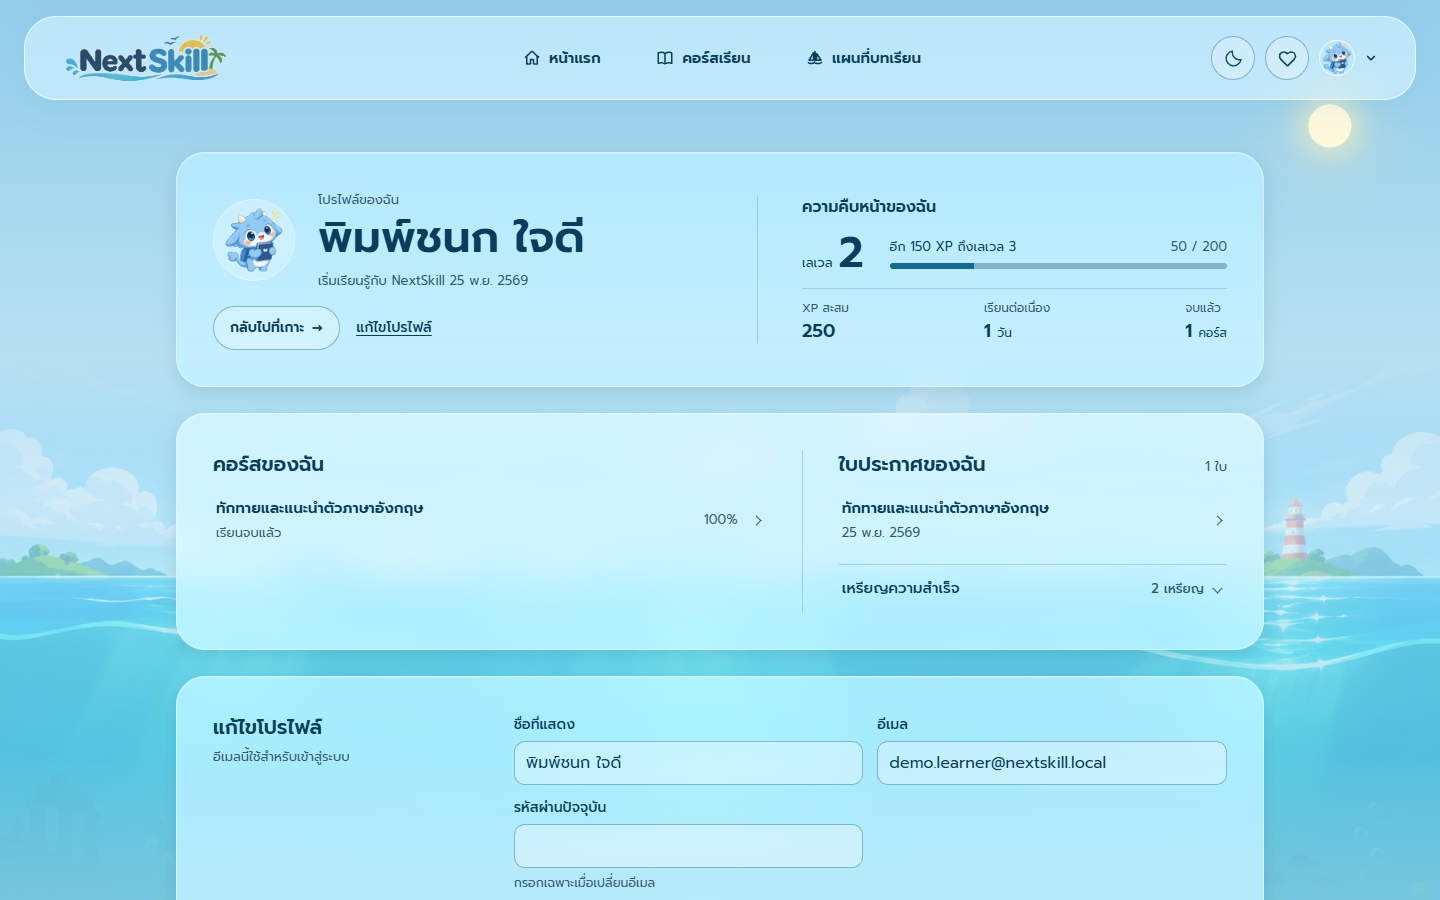 NextSkill
หน้าแรก
คอร์สเรียน
แผนที่บทเรียน
โปรไฟล์ของฉัน
พิมพ์ชนก ใจดี
เริ่มเรียนรู้กับ NextSkill 25 พ.ย. 2569
กลับไปที่เกาะ →
แก้ไขโปรไฟล์
ความคืบหน้าของฉัน
เลเวล 2
อีก 150 XP ถึงเลเวล 3
50 / 200
XP สะสม
250
เรียนต่อเนื่อง
1 วัน
จบแล้ว
1 คอร์ส
คอร์สของฉัน
ทักทายและแนะนำตัวภาษาอังกฤษ
เรียนจบแล้ว
100%
ใบประกาศของฉัน
1 ใบ
ทักทายและแนะนำตัวภาษาอังกฤษ
25 พ.ย. 2569
เหรียญความสำเร็จ
2 เหรียญ
แก้ไขโปรไฟล์
อีเมลนี้ใช้สำหรับเข้าสู่ระบบ
ชื่อที่แสดง
พิมพ์ชนก ใจดี
อีเมล
demo.learner@nextskill.local
รหัสผ่านปัจจุบัน
กรอกเฉพาะเมื่อเปลี่ยนอีเมล